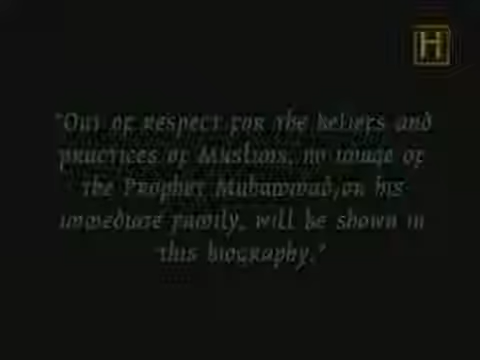 H
"Out of respect for the beliefs and
practices of Muslims, no image of
the Prophet Muhammad, or his
immediate family, will be shown in
this biography."